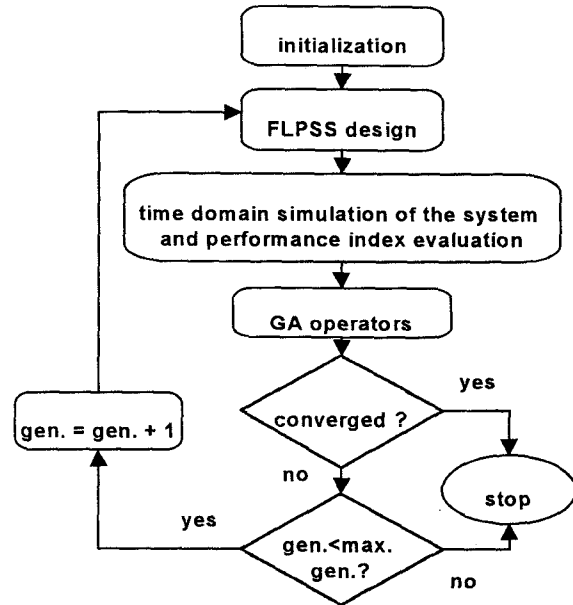 initialization
FLPSS design
time domain simulation of the system
and performance index evaluation
GA operators
yes
converged ?
gen. = gen. + 1
no
stop
yes
gen.<max.
gen.?
no